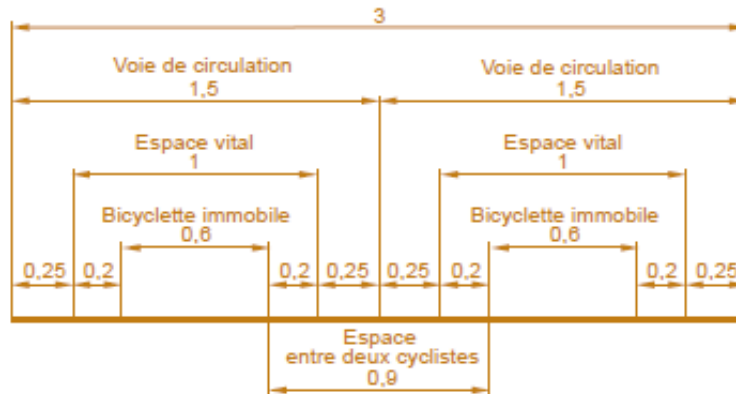 3
Voie de circulation
1,5
Voie de circulation
1,5
Espace vital
1
Espace vital
1
Bicyclette immobile
0,6
Bicyclette immobile
0,6
0,25 0,2 0,2 0,25 0,25 0,2 0,2 0,25
Espace
entre deux cyclistes
0,9